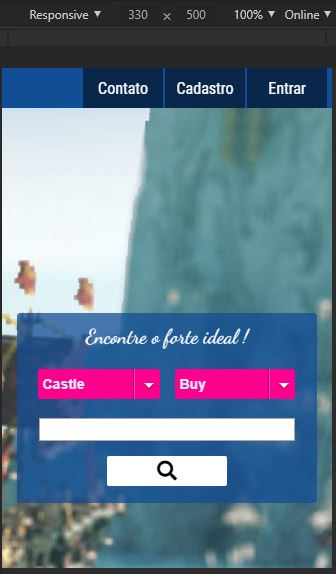 Responsive 330 × 500 100% Online
Contato Cadastro Entrar
Encontre o forte ideal !
Castle Buy